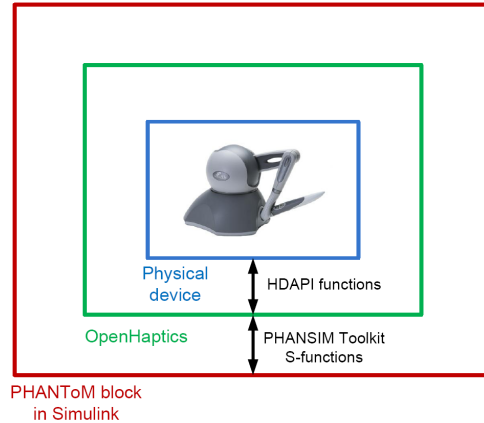 Physical
device
HDAPI functions
OpenHaptics
PHANSIM Toolkit
S-functions
PHANToM block
in Simulink